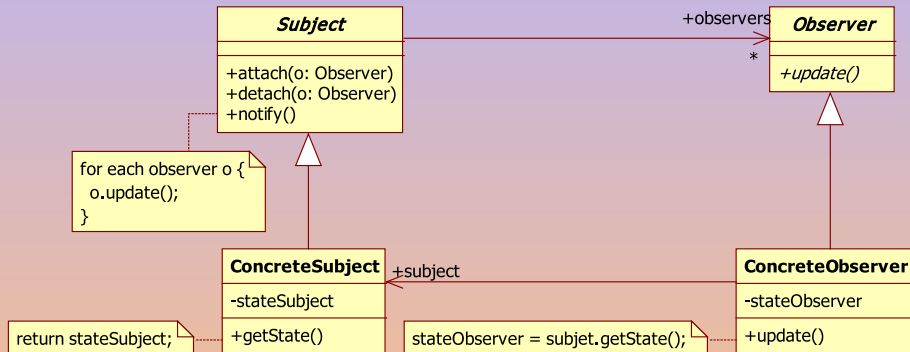 Subject
+observers
Observer
*
+attach(o: Observer)
+detach(o: Observer)
+notify()
+update()
for each observer o {
o.update();
}
ConcreteSubject
+subject
ConcreteObserver
-stateSubject
-stateObserver
return stateSubject;
+getState()
stateObserver = subjet.getState();
+update()